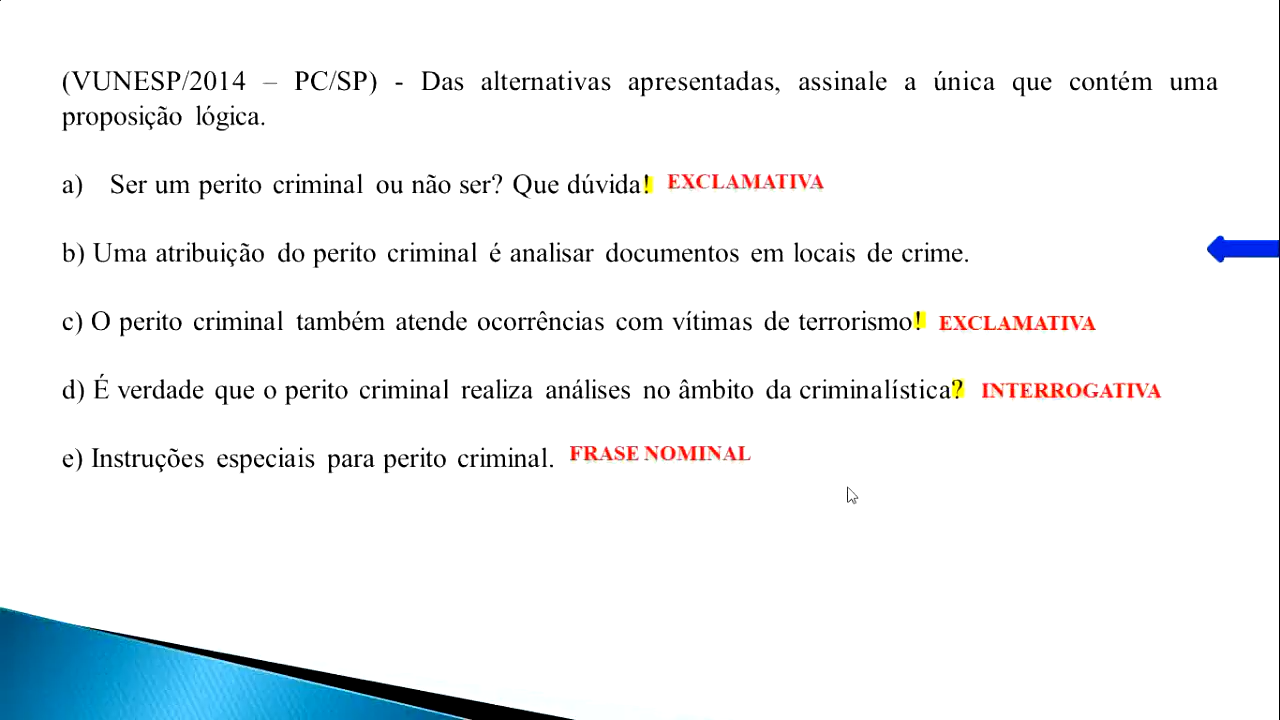 (VUNESP/2014 – PC/SP) - Das alternativas apresentadas, assinale a única que contém uma
proposição lógica.
a) Ser um perito criminal ou não ser? Que dúvida! EXCLAMATIVA
b) Uma atribuição do perito criminal é analisar documentos em locais de crime.
c) O perito criminal também atende ocorrências com vítimas de terrorismo! EXCLAMATIVA
d) É verdade que o perito criminal realiza análises no âmbito da criminalística? INTERROGATIVA
e) Instruções especiais para perito criminal. FRASE NOMINAL